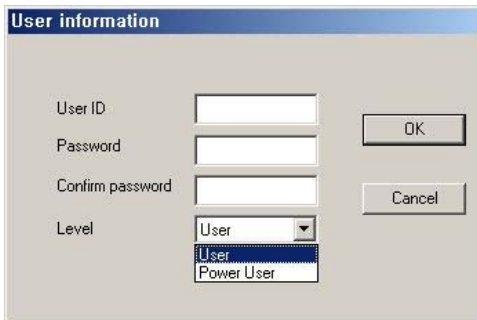 User information
User ID
Password
Confirm password
Level
User
User
Power User
OK
Cancel